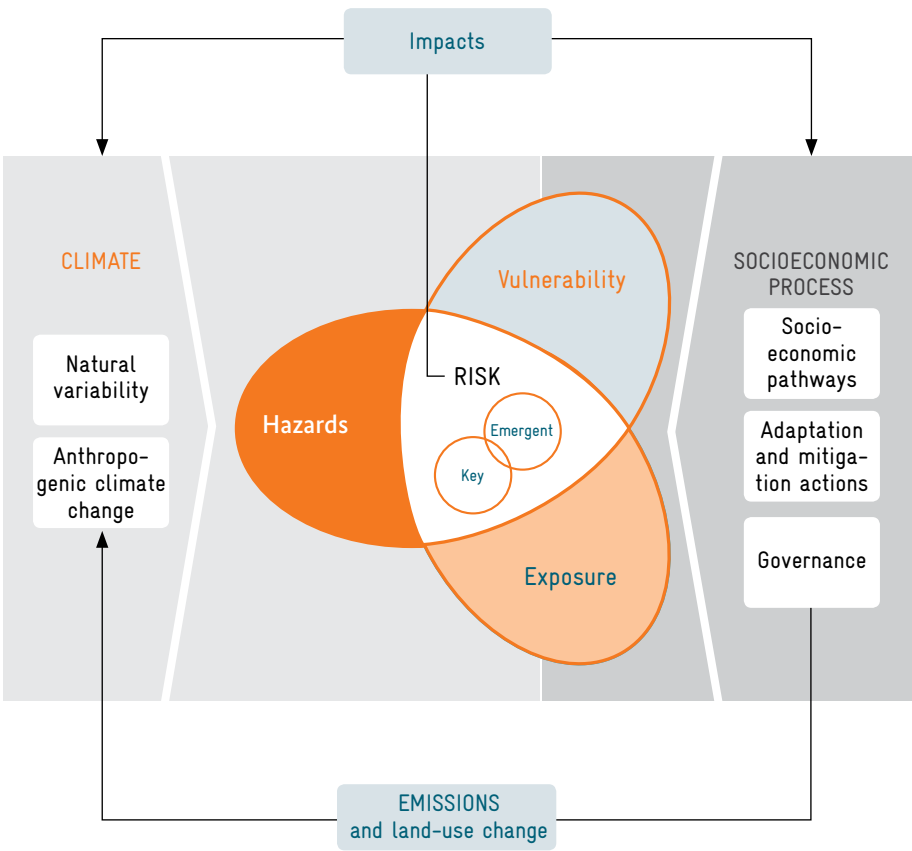 Impacts
CLIMATE
Natural
variability
Anthropo-
genic climate
change
Hazards
Vulnerability
RISK
Emergent
Key
Exposure
SOCIOECONOMIC
PROCESS
Socio-
economic
pathways
Adaptation
and mitiga-
tion actions
Governance
EMISSIONS
and land-use change